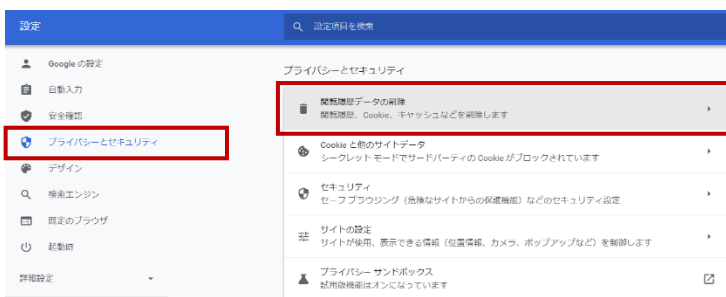 設定
設定項目を検索
Google の設定
自動入力
安全確認
プライバシーとセキュリティ
デザイン
検索エンジン
既定のブラウザ
起動時
詳細設定
プライバシーとセキュリティ
閲覧履歴データの削除
閲覧履歴、Cookie、キャッシュなどを削除します
Cookie と他のサイトデータ
シークレット モードでサードパーティの Cookie がブロックされています
セキュリティ
セーフ ブラウジング（危険なサイトからの保護機能）などのセキュリティ設定
サイトの設定
サイトが使用、表示できる情報（位置情報、カメラ、ポップアップなど）を制御します
プライバシー サンドボックス
試用版機能はオンになっています